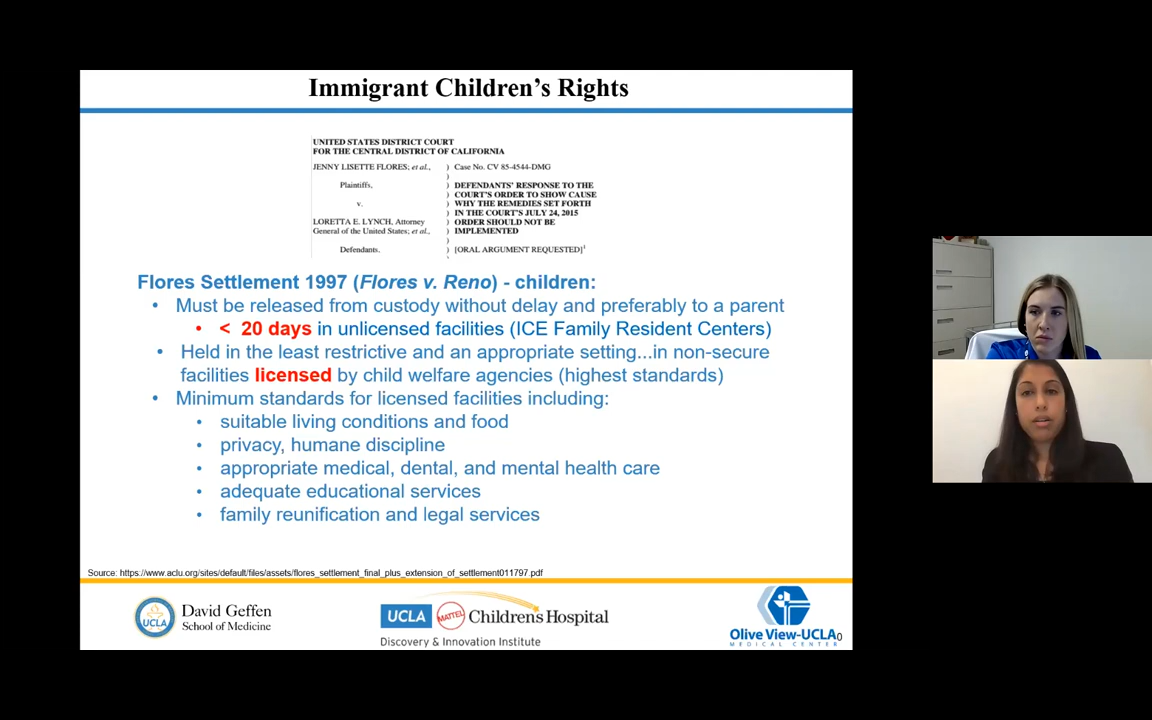 Immigrant Children's Rights
UNITED STATES DISTRICT COURT
FOR THE CENTRAL DISTRICT OF CALIFORNIA
JENNY LISETTE FLORES; et al., ) Case No. CV 85-4544-DMG
)
Plaintiffs, ) DEFENDANTS' RESPONSE TO THE
) COURT'S ORDER TO SHOW CAUSE
v. ) WHY THE REMEDIES SET FORTH
) IN THE COURT'S JULY 24, 2015
LORETTA E. LYNCH, Attorney ) ORDER SHOULD NOT BE
General of the United States; et al., ) IMPLEMENTED
)
Defendants. ) [ORAL ARGUMENT REQUESTED]1
Flores Settlement 1997 (Flores v. Reno) - children:
• Must be released from custody without delay and preferably to a parent
• < 20 days in unlicensed facilities (ICE Family Resident Centers)
• Held in the least restrictive and an appropriate setting...in non-secure
facilities licensed by child welfare agencies (highest standards)
• Minimum standards for licensed facilities including:
• suitable living conditions and food
• privacy, humane discipline
• appropriate medical, dental, and mental health care
• adequate educational services
• family reunification and legal services
Source: https://www.aclu.org/sites/default/files/assets/flores_settlement_final_plus_extension_of_settlement011797.pdf
UCLA
David Geffen
School of Medicine
UCLA MATTEL Children's Hospital
Discovery & Innovation Institute
Olive View-UCLA
MEDICAL CENTER
0